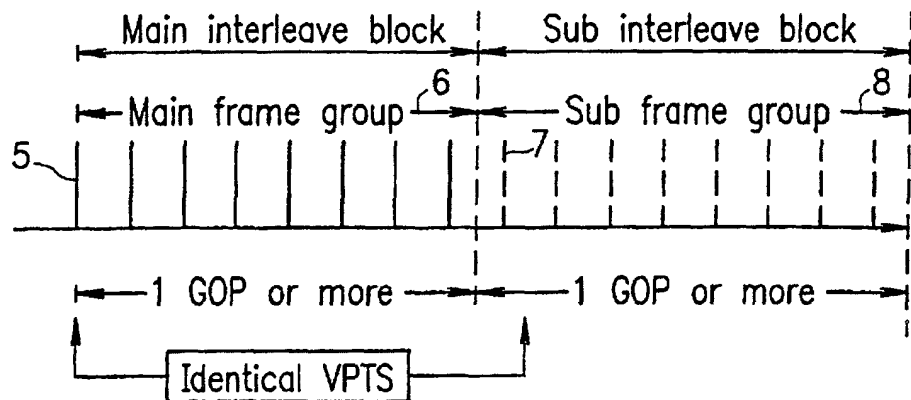 Main interleave block Sub interleave block
6 8
Main frame group Sub frame group
5 7
1 GOP or more 1 GOP or more
Identical VPTS